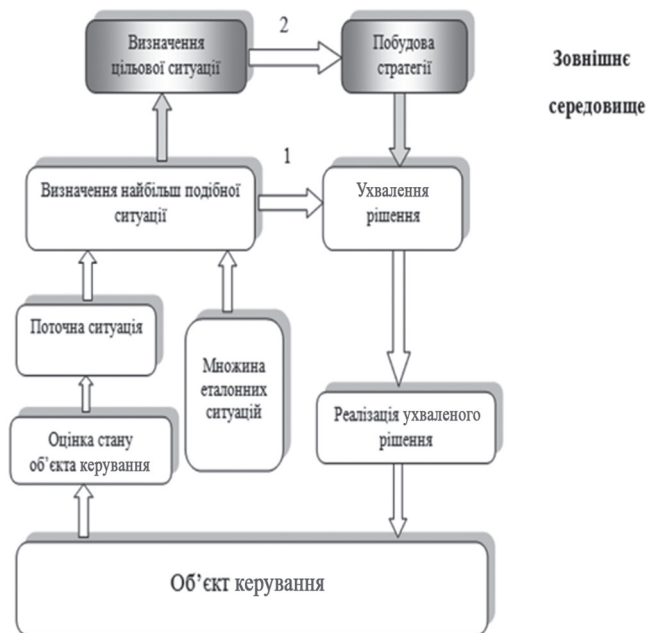 2
Визначення
цільової ситуації
Побудова
стратегії
Зовнішнє
середовище
1
Визначення найбільш подібної
ситуації
Ухвалення
рішення
Поточна ситуація
Множина
еталонних
ситуацій
Реалізація ухваленого
рішення
Оцінка стану
об’єкта керування
Об’єкт керування